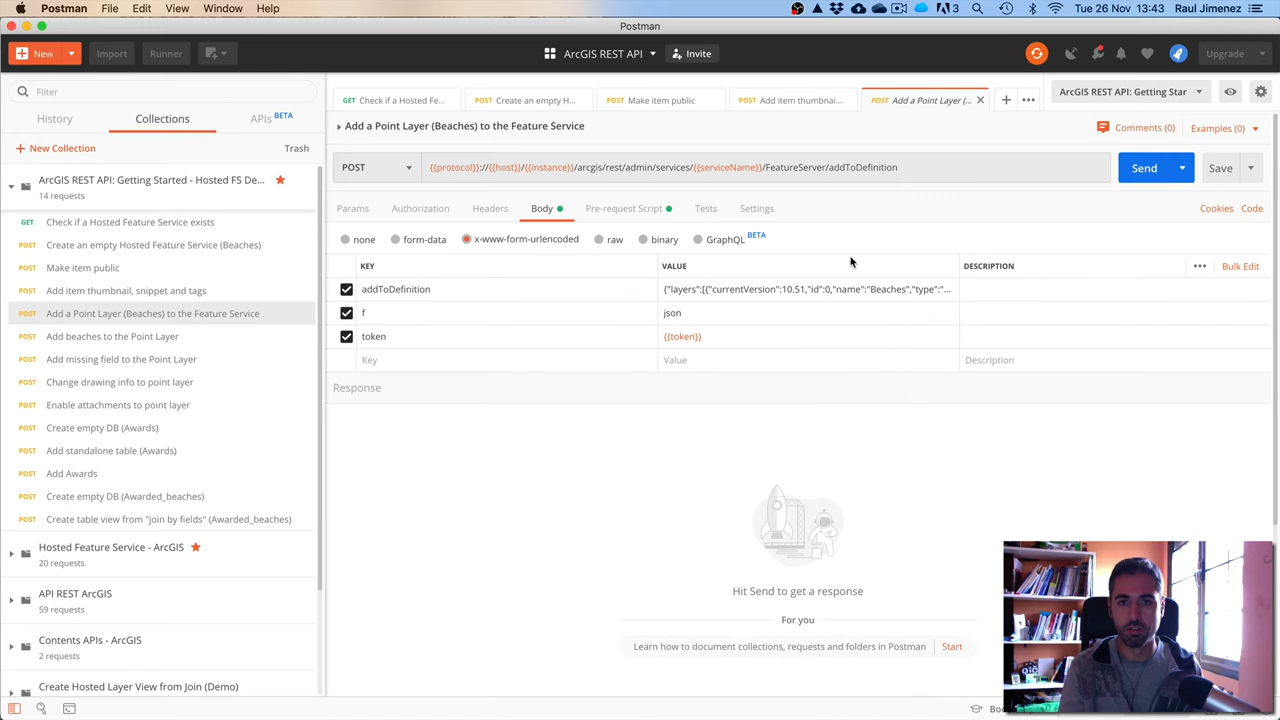 Postman File Edit Collections View Window Help 3 Tue 26 Nov 13:43 Raul Jimenez
Postman
New Import Runner ArcGIS REST API Invite Upgrade
Filter
History Collections APIs BETA
New Collection Trash
ArcGIS REST API: Getting Started - Hosted FS De...
14 requests
GET Check if a Hosted Feature Service exists
POST Create an empty Hosted Feature Service (Beaches)
POST Make item public
POST Add item thumbnail, snippet and tags
POST Add a Point Layer (Beaches) to the Feature Service
POST Add beaches to the Point Layer
POST Add missing field to the Point Layer
POST Change drawing info to point layer
POST Enable attachments to point layer
POST Create empty DB (Awards)
POST Add standalone table (Awards)
POST Add Awards
POST Create empty DB (Awarded_beaches)
POST Create table view from "join by fields" (Awarded_beaches)
Hosted Feature Service - ArcGIS
20 requests
API REST ArcGIS
59 requests
Contents APIs - ArcGIS
2 requests
Create Hosted Layer View from Join (Demo)
GET Check if a Hosted Fe... POST Create an empty H... POST Make item public POST Add item thumbnai... POST Add a Point Layer (... ArcGIS REST API: Getting Star
Add a Point Layer (Beaches) to the Feature Service Comments (0) Examples (0)
POST {{protocol}}://{{host}}/{{instance}}/arcgis/rest/admin/services/{{serviceName}}/FeatureServer/addToDefinition Send Save
Params Authorization Headers Body Pre-request Script Tests Settings Cookies Code
none form-data x-www-form-urlencoded raw binary GraphQL BETA
KEY VALUE DESCRIPTION Bulk Edit
addToDefinition {"layers":[{"currentVersion":10.51,"id":0,"name":"Beaches","type":"...
f json
token {{token}}
Key Value Description
Response
Hit Send to get a response
For you
Learn how to document collections, requests and folders in Postman Start